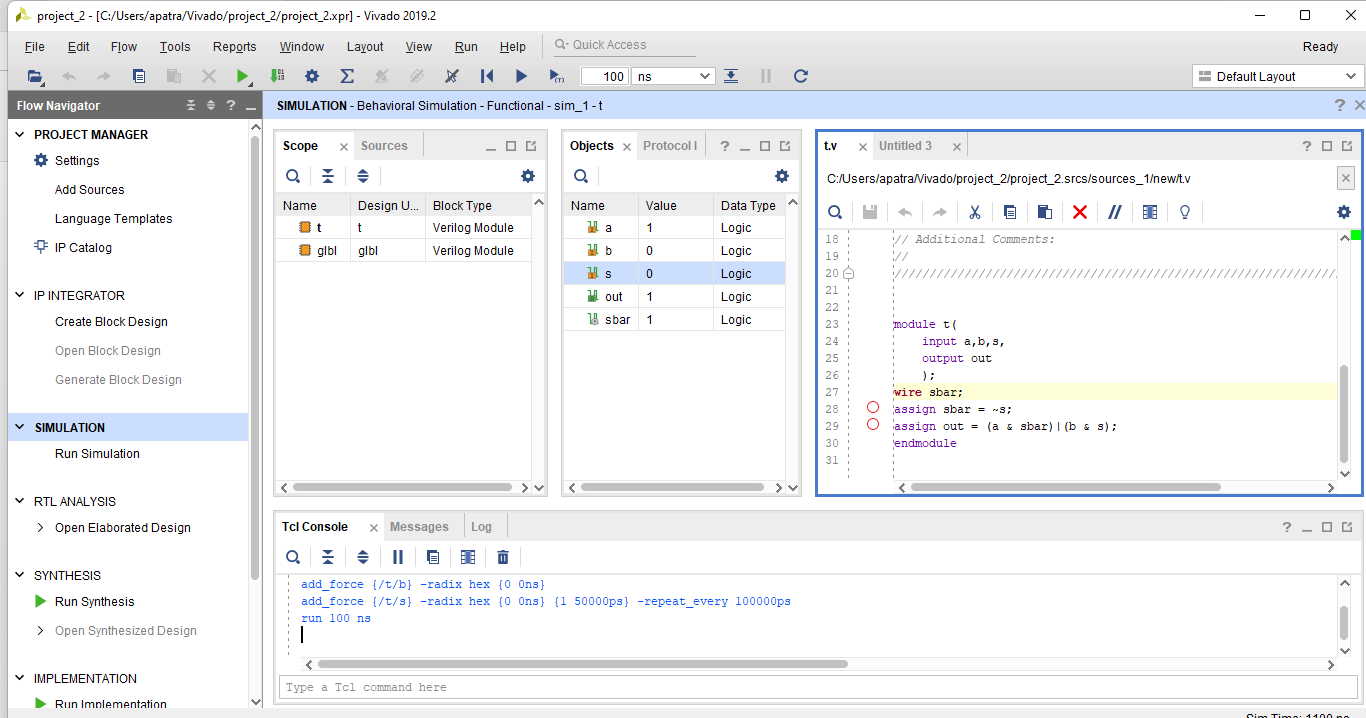 project_2 - [C:/Users/apatra/Vivado/project_2/project_2.xpr] - Vivado 2019.2
File Edit Flow Tools Reports Window Layout View Run Help Quick Access Ready
100 ns Default Layout
Flow Navigator
PROJECT MANAGER
Settings
Add Sources
Language Templates
IP Catalog
IP INTEGRATOR
Create Block Design
Open Block Design
Generate Block Design
SIMULATION
Run Simulation
RTL ANALYSIS
Open Elaborated Design
SYNTHESIS
Run Synthesis
Open Synthesized Design
IMPLEMENTATION
Run Implementation
SIMULATION - Behavioral Simulation - Functional - sim_1 - t
Scope Sources
Name Design U... Block Type
t t Verilog Module
glbl glbl Verilog Module
Objects Protocol I
Name Value Data Type
a 1 Logic
b 0 Logic
s 0 Logic
out 1 Logic
sbar 1 Logic
t.v Untitled 3
C:/Users/apatra/Vivado/project_2/project_2.srcs/sources_1/new/t.v
18 // Additional Comments:
19 //
20 ////////////////////////////////////////////////////////////////
21
22
23 module t(
24 input a,b,s,
25 output out
26 );
27 wire sbar;
28 assign sbar = ~s;
29 assign out = (a & sbar)|(b & s);
30 endmodule
31
Tcl Console Messages Log
add_force {/t/b} -radix hex {0 0ns}
add_force {/t/s} -radix hex {0 0ns} {1 50000ps} -repeat_every 100000ps
run 100 ns
Type a Tcl command here
Sim Time: 1100 ns